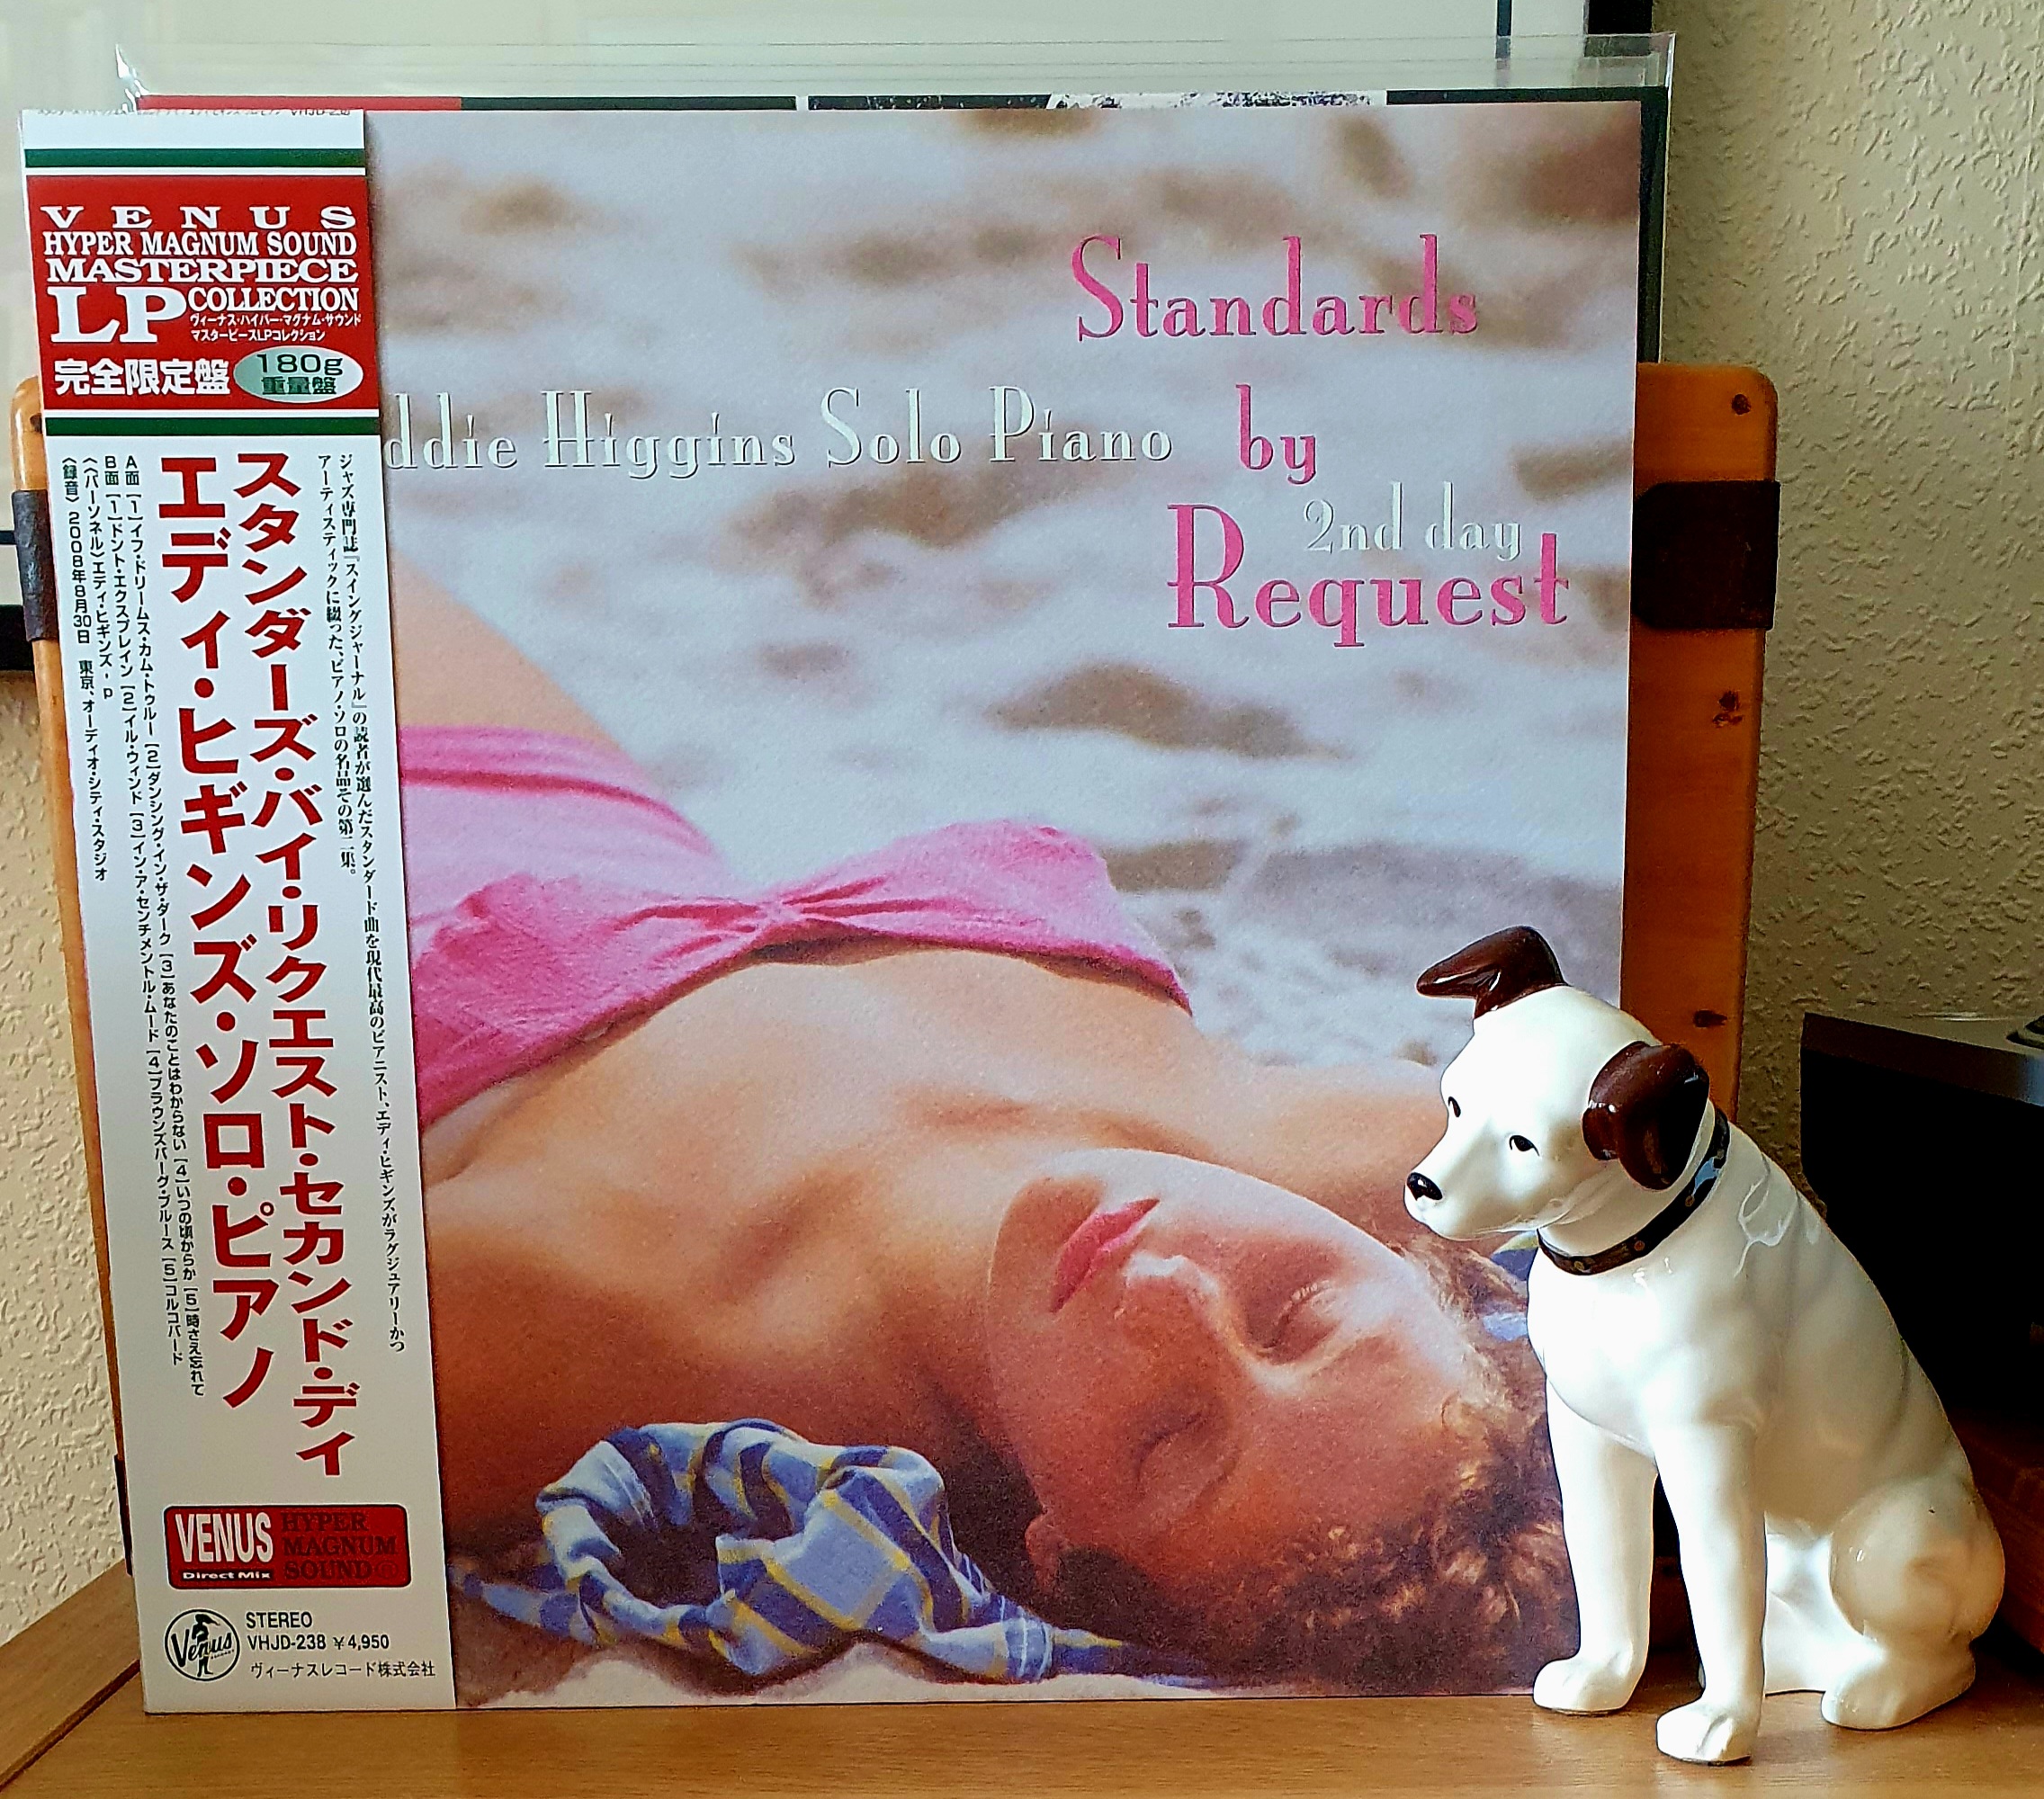 VENUS
HYPER MAGNUM SOUND
MASTERPIECE
LP COLLECTION
ヴィーナス・ハイパー・マグナム・サウンド
マスターピースLPコレクション
完全限定盤
180g
重量盤
ジャズ専門誌「スイングジャーナル」の読者が選んだスタンダード曲を現代最高のピアニスト、エディ・ヒギンズがラグジュアリーかつ
アーティスティックに綴った、ピアノ・ソロの名品その第二集。
スタンダーズ・バイ・リクエスト・セカンド・デイ
エディ・ヒギンズ・ソロ・ピアノ
A面 [1]イフ・ドリームス・カム・トゥルー [2]ダンシング・イン・ザ・ダーク [3]あなたのことはわからない [4]いつの頃からか [5]時さえ忘れて
B面 [1]ドント・エクスプレイン [2]イル・ウィンド [3]イン・ア・センチメントル・ムード [4]ブラウンズバーグ・ブルース [5]コルコバード
《パーソネル》エディ・ヒギンズ - p
《録音》2008年8月30日 東京、オーディオ・シティ・スタジオ
VENUS
Direct Mix
HYPER
MAGNUM
SOUND
Venus
STEREO
VHJD-238 ¥4,950
ヴィーナスレコード株式会社
Standards
ddie Higgins Solo Piano
by
2nd day
Request